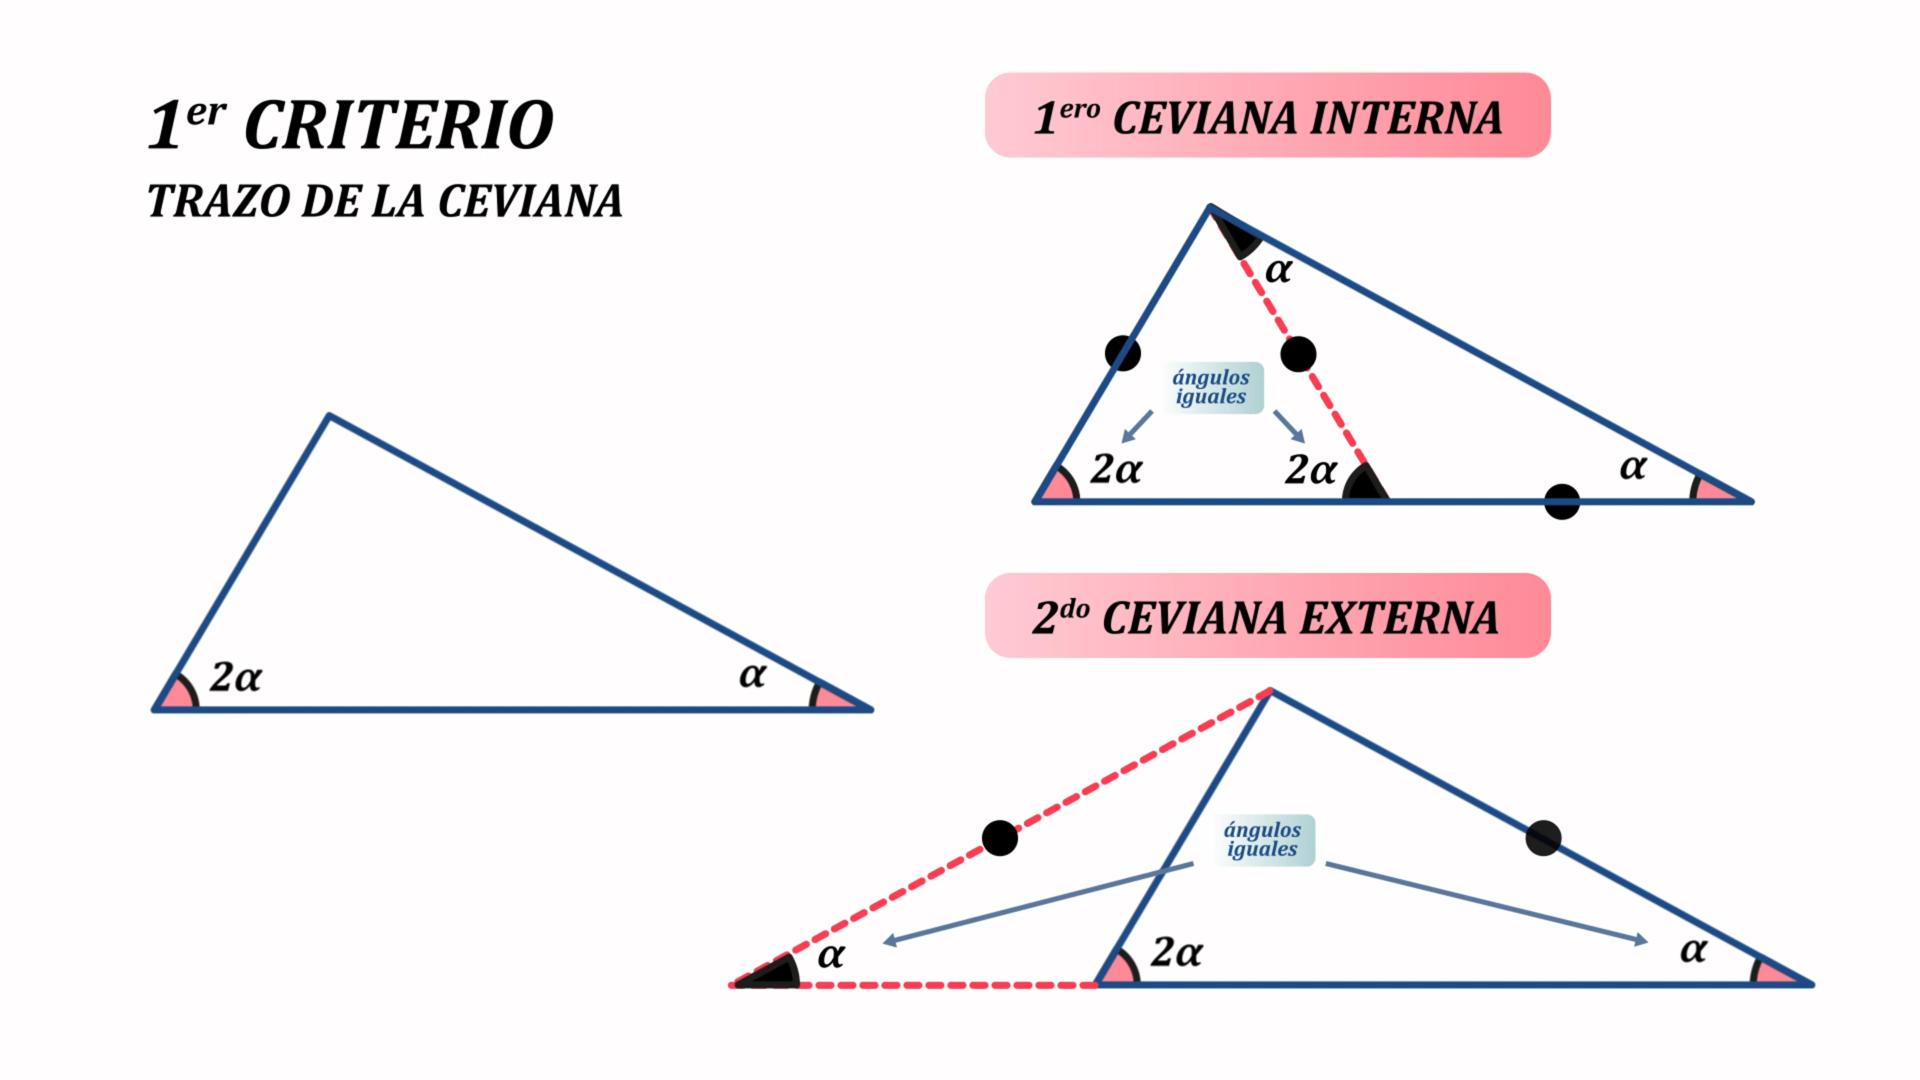 1er CRITERIO
TRAZO DE LA CEVIANA
2α
α
1ero CEVIANA INTERNA
α
ángulos
iguales
2α
2α
α
2do CEVIANA EXTERNA
ángulos
iguales
α
2α
α